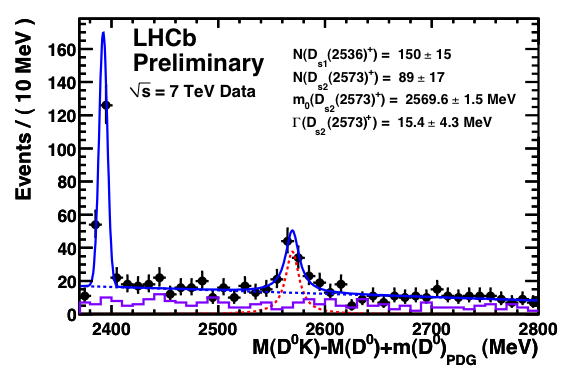 LHCb
Preliminary
√s = 7 TeV Data
N(D_s1(2536)⁺) = 150 ± 15
N(D_s2(2573)⁺) = 89 ± 17
m₀(D_s2(2573)⁺) = 2569.6 ± 1.5 MeV
Γ(D_s2(2573)⁺) = 15.4 ± 4.3 MeV
Events / ( 10 MeV )
160
140
120
100
80
60
40
20
0
2400 2500 2600 2700 2800
M(D⁰K)-M(D⁰)+m(D⁰)_PDG (MeV)